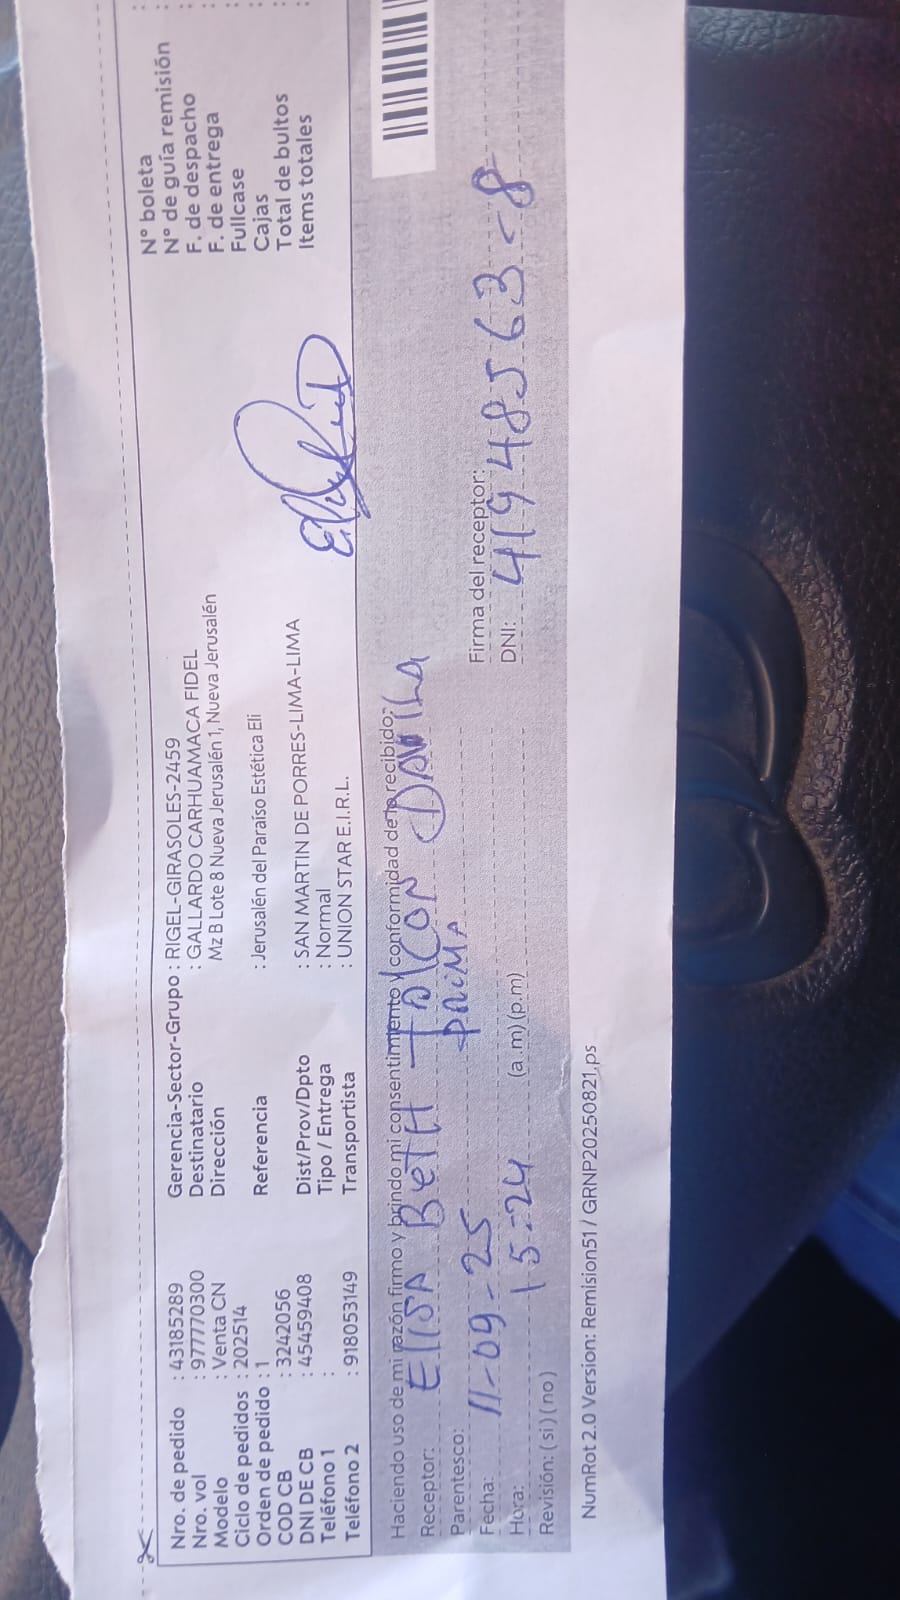 Nro. de pedido : 43185289
Nro. vol : 977770300
Modelo : Venta CN
Ciclo de pedidos : 202514
Orden de pedido : 1
COD CB : 3242056
DNI DE CB : 45459408
Teléfono 1 :
Teléfono 2 : 918053149
Gerencia-Sector-Grupo : RIGEL-GIRASOLES-2459
Destinatario : GALLARDO CARHUAMACA FIDEL
Dirección Mz B Lote 8 Nueva Jerusalén 1, Nueva Jerusalén
Referencia : Jerusalén del Paraíso Estética Eli
Dist/Prov/Dpto : SAN MARTIN DE PORRES-LIMA-LIMA
Tipo / Entrega : Normal
Transportista : UNION STAR E.I.R.L.
N° boleta :
N° de guía remisión :
F. de despacho :
F. de entrega
Fullcase
Cajas
Total de bultos
Items totales
Haciendo uso de mi razón firmo y brindo mi consentimiento y conformidad de lo recibido:
Receptor: ELISA BETH DAVILA
Parentesco: PRIMA
Firma del receptor:
Fecha: 11-09-25
DNI: 41948563-8
Hora: 15:24 (a.m) (p.m)
Revisión: ( si ) ( no )
NumRot 2.0 Version: Remision51 / GRNP20250821.ps